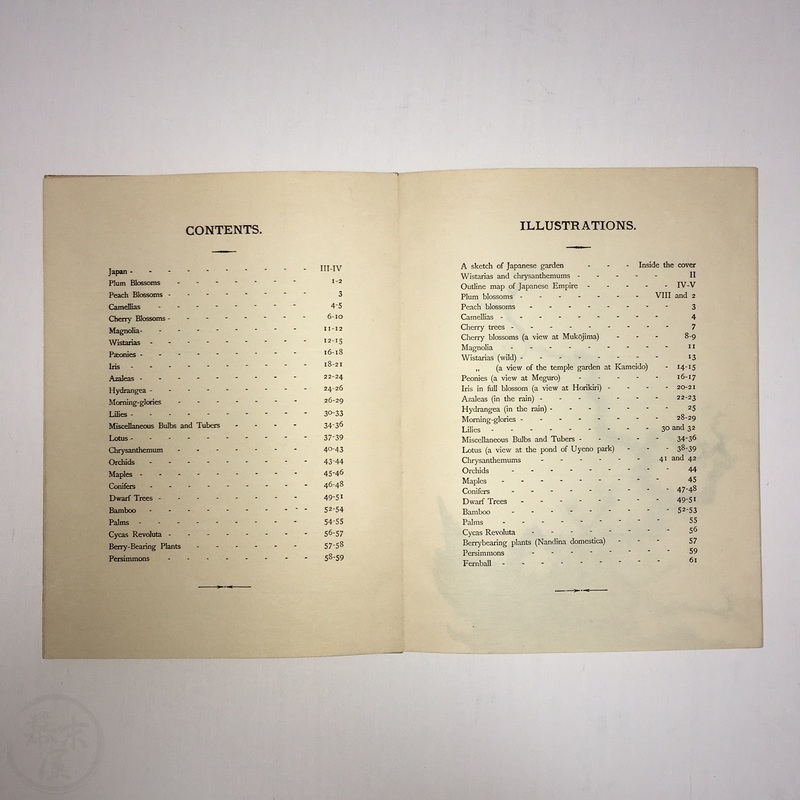 CONTENTS.
Japan - - - - - - - - - III-IV
Plum Blossoms - - - - - - - 1-2
Peach Blossoms - - - - - - - 3
Camellias - - - - - - - - 4-5
Cherry Blossoms - - - - - - - 6-10
Magnolia - - - - - - - - 11-12
Wistarias - - - - - - - - 12-15
Pæonies - - - - - - - - 16-18
Iris - - - - - - - - 18-21
Azaleas - - - - - - - - 22-24
Hydrangea - - - - - - - - 24-26
Morning-glories - - - - - - - 26-29
Lilies - - - - - - - - - 30-33
Miscellaneous Bulbs and Tubers - - - - 34-36
Lotus - - - - - - - - - 37-39
Chrysanthemum - - - - - - - 40-43
Orchids - - - - - - - - 43-44
Maples - - - - - - - - 45-46
Conifers - - - - - - - - 46-48
Dwarf Trees - - - - - - - 49-51
Bamboo - - - - - - - - 52-54
Palms - - - - - - - - 54-55
Cycas Revoluta - - - - - - - 56-57
Berry-Bearing Plants - - - - - - 57-58
Persimmons - - - - - - - 58-59
ILLUSTRATIONS.
A sketch of Japanese garden - - - Inside the cover
Wistarias and chrysanthemums - - - - - II
Outline map of Japanese Empire - - - - - IV-V
Plum blossoms - - - - - - VIII and 2
Peach blossoms - - - - - - - 3
Camellias - - - - - - - - 4
Cherry trees - - - - - - - - 7
Cherry blossoms (a view at Mukōjima) - - - 8-9
Magnolia - - - - - - - - 11
Wistarias (wild) - - - - - - - 13
„ (a view of the temple garden at Kameido) - 14-15
Peonies (a view at Meguro) - - - - - 16-17
Iris in full blossom (a view at Horikiri) - - - 20-21
Azaleas (in the rain) - - - - - - 22-23
Hydrangea (in the rain) - - - - - - 25
Morning-glories - - - - - - - 28-29
Lilies - - - - - - - 30 and 32
Miscellaneous Bulbs and Tubers - - - - - 34-36
Lotus (a view at the pond of Uyeno park) - - - 38-39
Chrysanthemums - - - - - 41 and 42
Orchids - - - - - - - - 44
Maples - - - - - - - - 45
Conifers - - - - - - - - 47-48
Dwarf Trees - - - - - - - 49-51
Bamboo - - - - - - - - 52-53
Palms - - - - - - - - 55
Cycas Revoluta - - - - - - - 56
Berrybearing plants (Nandina domestica) - - - 57
Persimmons - - - - - - - 59
Fernball - - - - - - - - 61